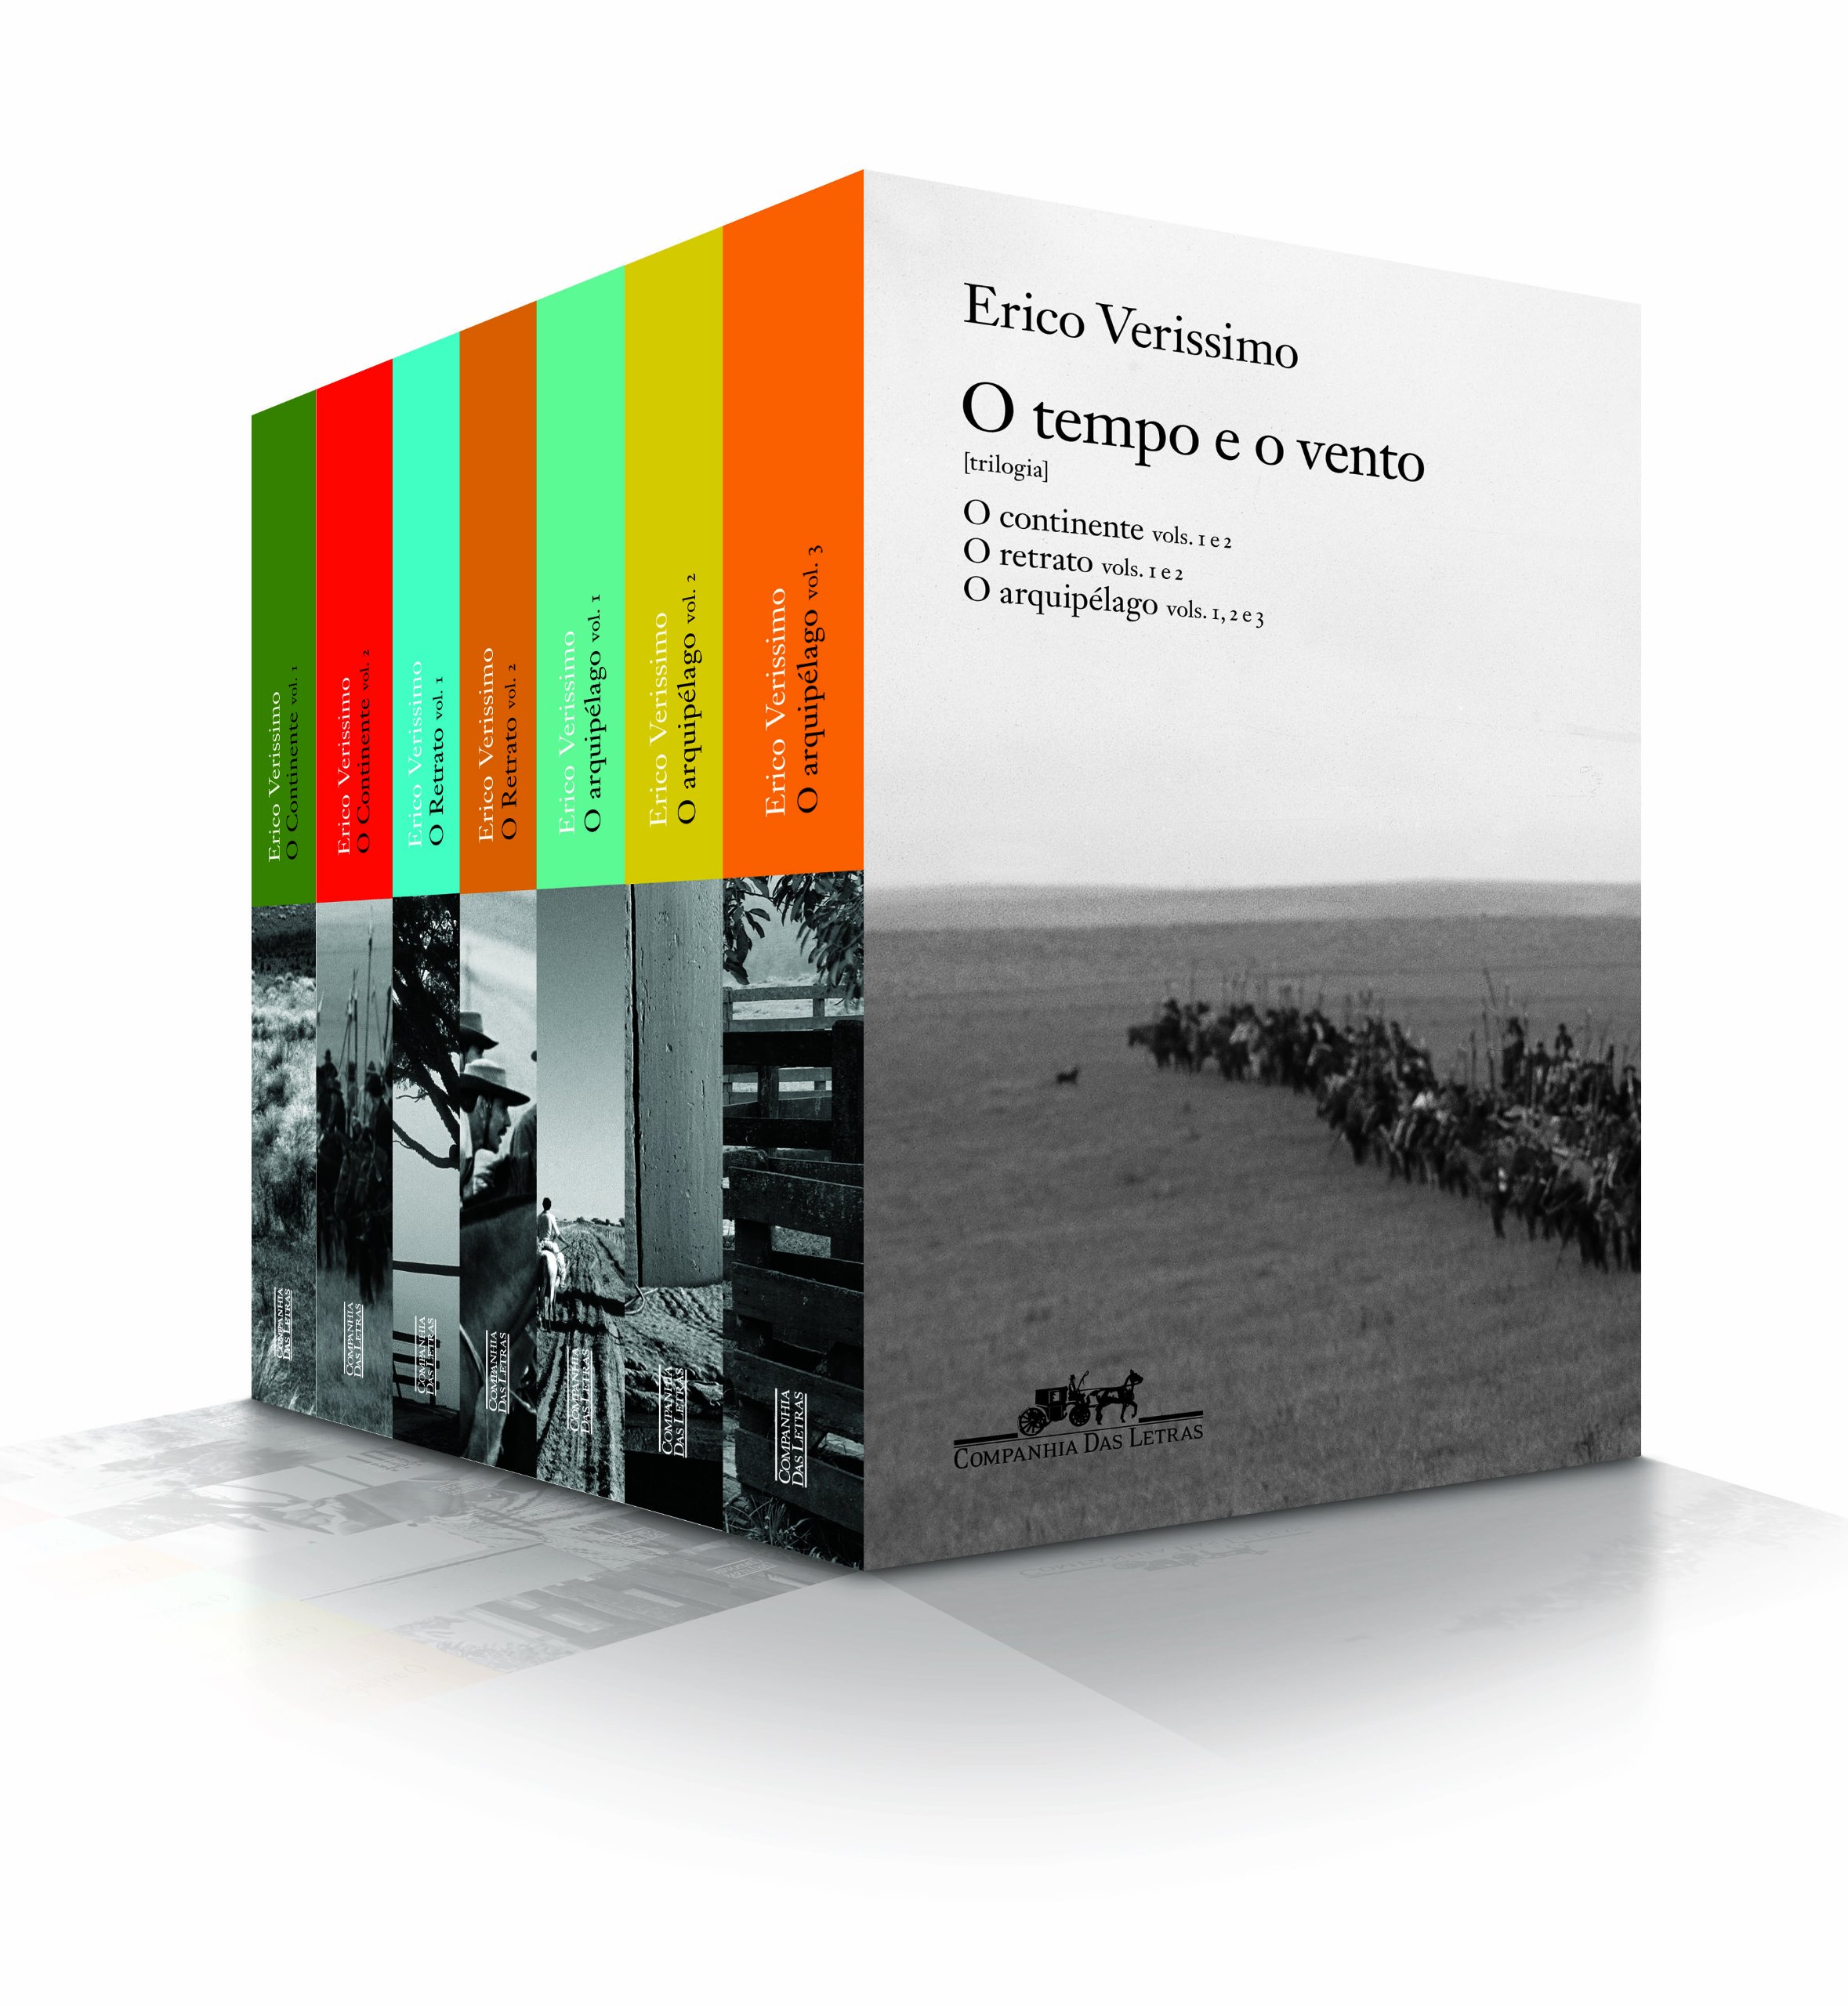 Erico Verissimo
O Continente vol. 1
COMPANHIA
DAS LETRAS
Erico Verissimo
O Continente vol. 2
COMPANHIA
DAS LETRAS
Erico Verissimo
O Retrato vol. 1
COMPANHIA
DAS LETRAS
Erico Verissimo
O Retrato vol. 2
COMPANHIA
DAS LETRAS
Erico Verissimo
O arquipélago vol. 1
COMPANHIA
DAS LETRAS
Erico Verissimo
O arquipélago vol. 2
COMPANHIA
DAS LETRAS
Erico Verissimo
O arquipélago vol. 3
COMPANHIA
DAS LETRAS
Erico Verissimo
O tempo e o vento
[trilogia]
O continente vols. 1 e 2
O retrato vols. 1 e 2
O arquipélago vols. 1, 2 e 3
COMPANHIA DAS LETRAS